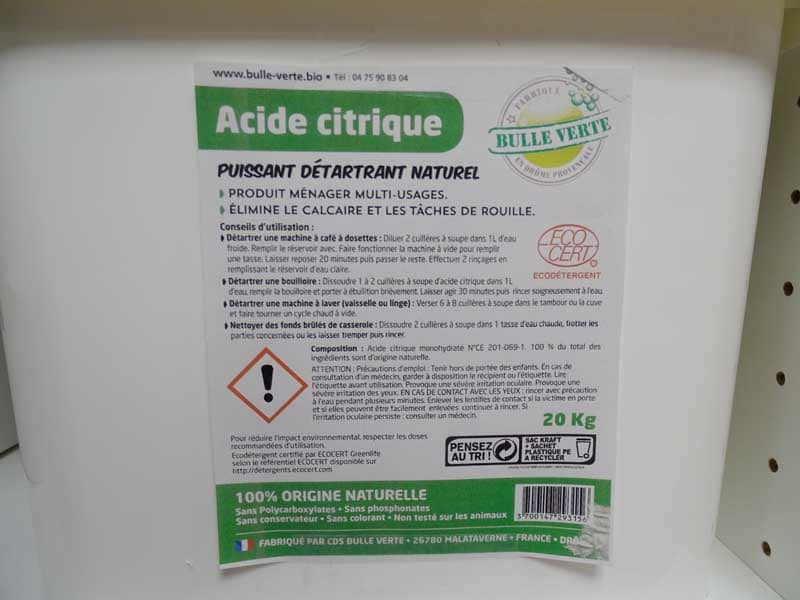 www.bulle-verte.bio • Tél : 04 75 90 83 04
Acide citrique
FABRIQUÉ
BULLE VERTE
EN DRÔME PROVENÇALE
PUISSANT DÉTARTRANT NATUREL
PRODUIT MÉNAGER MULTI-USAGES.
ÉLIMINE LE CALCAIRE ET LES TÂCHES DE ROUILLE.
Conseils d'utilisation :
Détartrer une machine à café à dosettes : Diluer 2 cuillères à soupe dans 1L d'eau
froide. Remplir le réservoir avec. Faire fonctionner la machine à vide pour remplir
une tasse. Laisser reposer 20 minutes puis passer le reste. Effectuer 2 rinçages en
remplissant le réservoir d'eau claire.
Détartrer une bouilloire : Dissoudre 1 à 2 cuillères à soupe d'acide citrique dans 1L
d'eau, remplir la bouilloire et porter à ébullition brièvement. Laisser agir 30 minutes puis rincer soigneusement à l'eau.
Détartrer une machine à laver (vaisselle ou linge) : Verser 6 à 8 cuillères à soupe dans le tambour ou la cuve
et faire tourner un cycle chaud à vide.
Nettoyer des fonds brûlés de casserole : Dissoudre 2 cuillères à soupe dans 1 tasse d'eau chaude, frotter les
parties concernées ou les laisser tremper puis rincer.
ECO
CERT
ECODÉTERGENT
Composition : Acide citrique monohydraté N°CE 201-069-1. 100 % du total des
ingrédients sont d'origine naturelle.
ATTENTION : Précautions d'emploi : Tenir hors de portée des enfants. En cas de
consultation d'un médecin, garder à disposition le récipient ou l'étiquette. Lire
l'étiquette avant utilisation. Provoque une sévère irritation oculaire. Provoque une
sévère irritation des yeux. EN CAS DE CONTACT AVEC LES YEUX : rincer avec précaution
à l'eau pendant plusieurs minutes. Enlever les lentilles de contact si la victime en porte
et si elles peuvent être facilement enlevées continuer à rincer. Si
l'irritation oculaire persiste : consulter un médecin.
20 Kg
Pour réduire l'impact environnemental, respecter les doses
recommandées d'utilisation.
Ecodétergent certifié par ECOCERT Greenlife
selon le référentiel ECOCERT disponible sur
http://detergents.ecocert.com
PENSEZ
AU TRI !
SAC KRAFT
+ SACHET
PLASTIQUE PE
À RECYCLER
100% ORIGINE NATURELLE
Sans Polycarboxylates • Sans phosphonates
Sans conservateur • Sans colorant • Non testé sur les animaux
3 700147 293156
FABRIQUÉ PAR CDS BULLE VERTE • 26780 MALATAVERNE • FRANCE • DRÔ